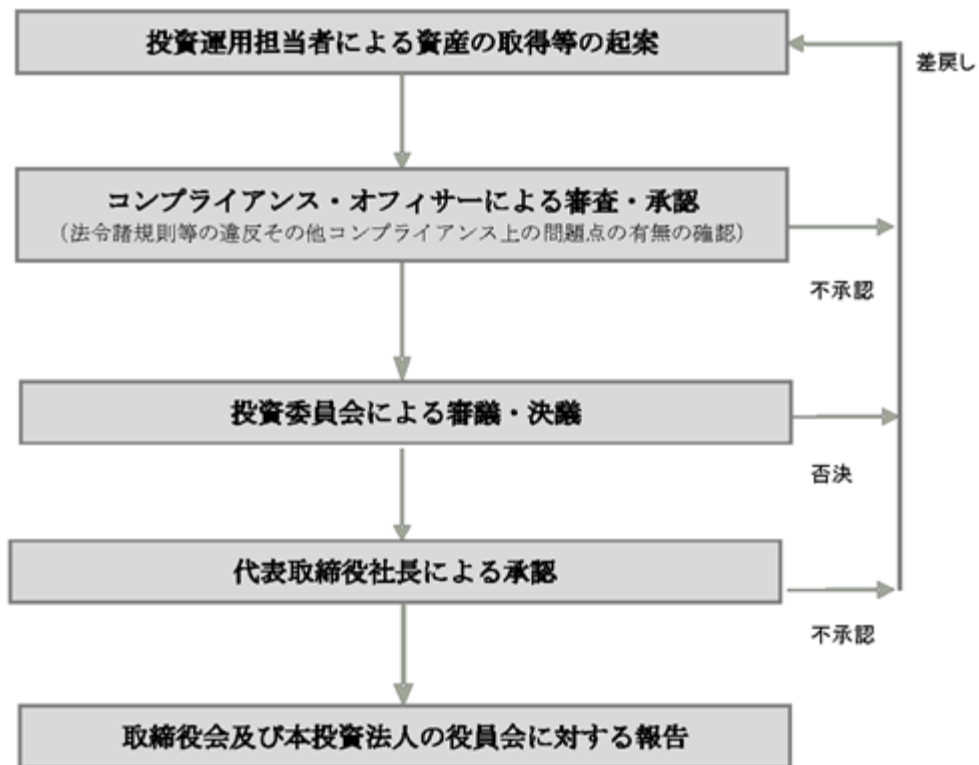 投資運用担当者による資産の取得等の起案
差戻し
コンプライアンス・オフィサーによる審査・承認
（法令諸規則等の違反その他コンプライアンス上の問題点の有無の確認）
不承認
投資委員会による審議・決議
否決
代表取締役社長による承認
不承認
取締役会及び本投資法人の役員会に対する報告